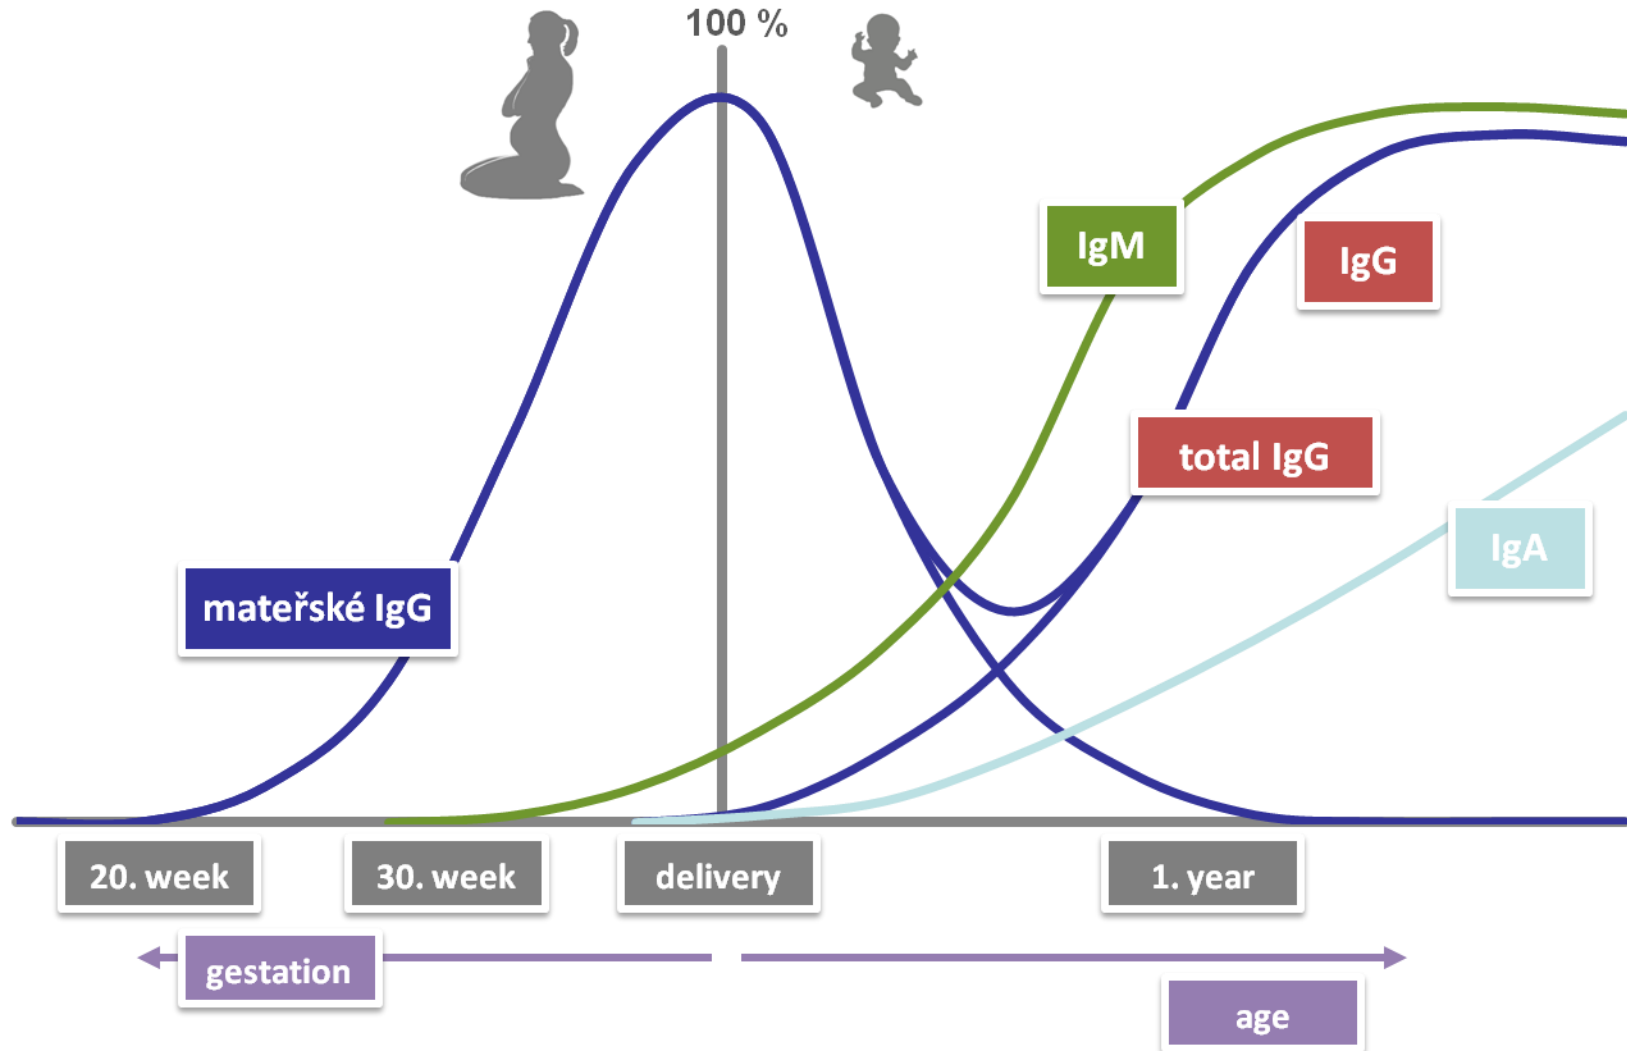 100 %
IgM
IgG
total IgG
IgA
mateřské IgG
20. week
30. week
delivery
1. year
gestation
age